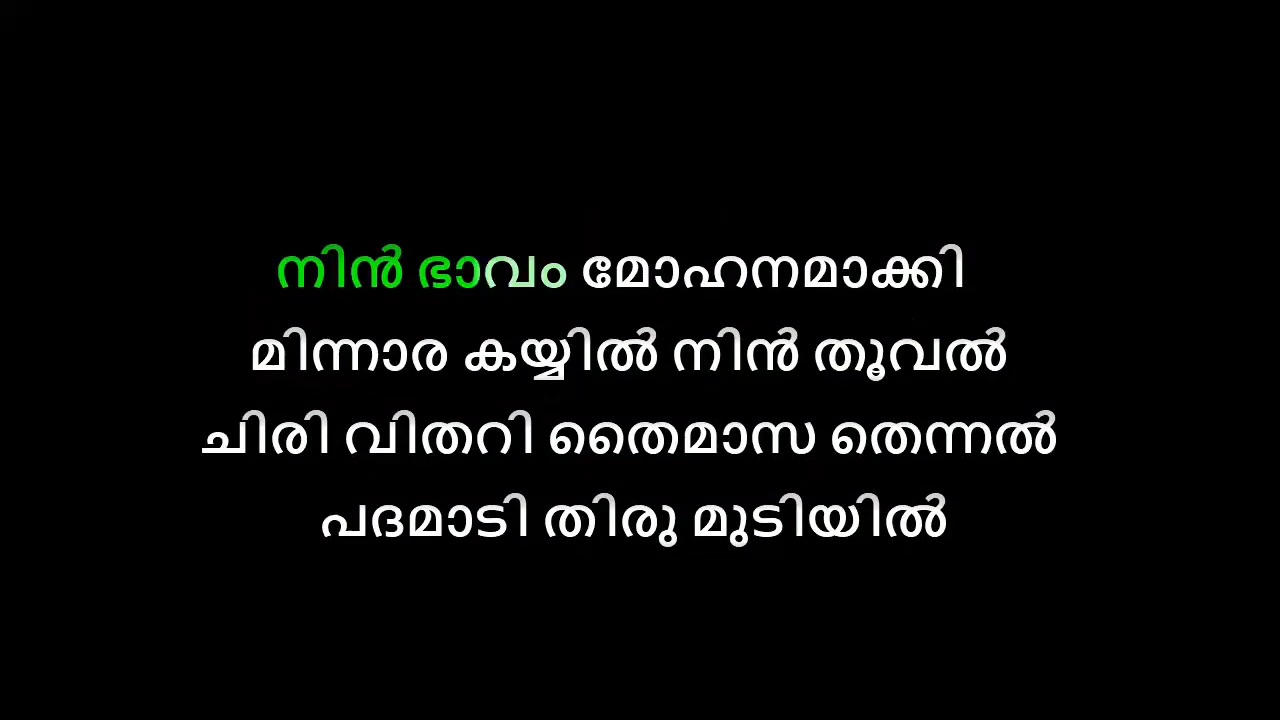 നിൻ ഭാവം മോഹനമാക്കി
മിന്നാര കയ്യിൽ നിൻ തൂവൽ
ചിരി വിതറി തൈമാസ തെന്നൽ
പദമാടി തിരു മുടിയിൽ